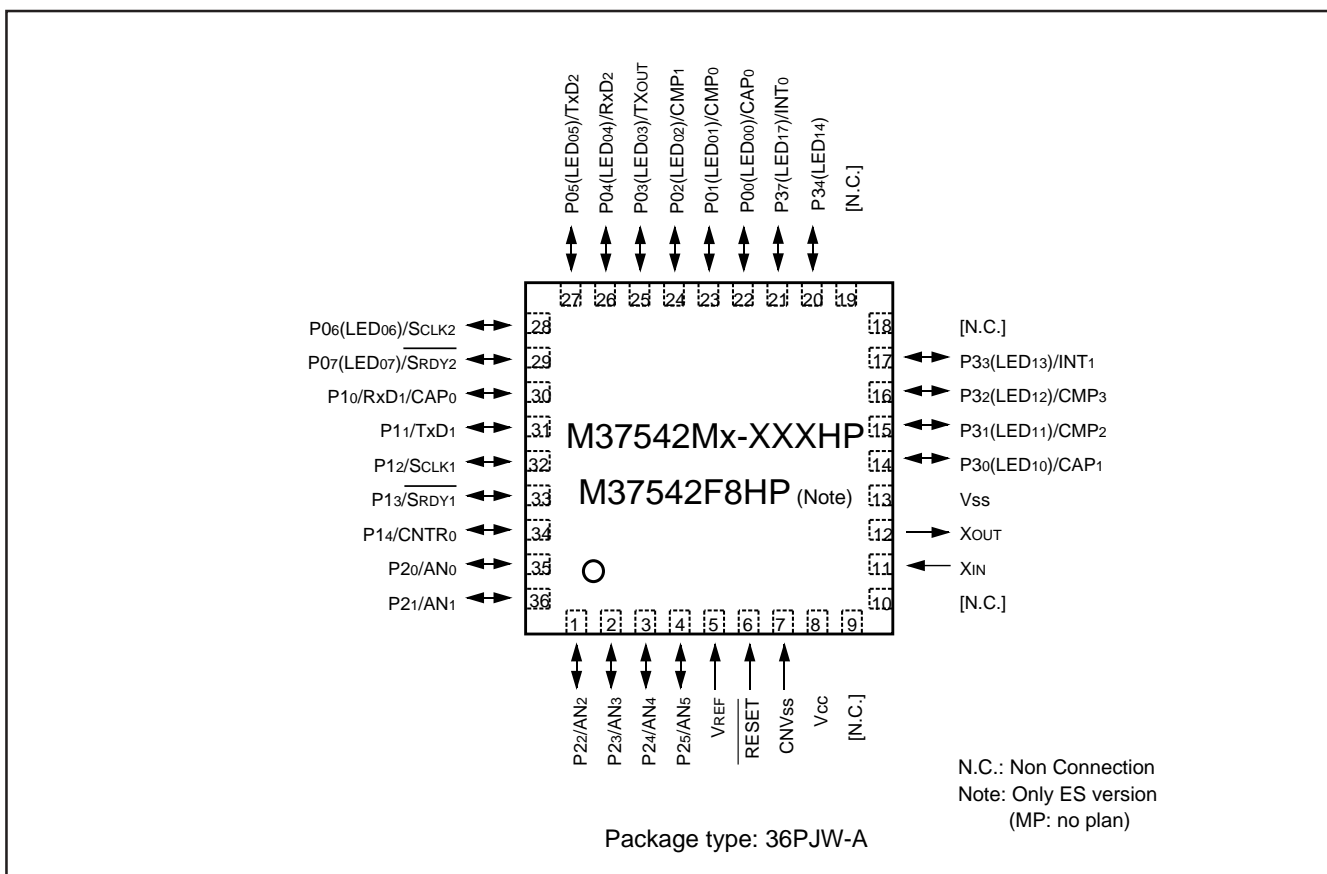 P05(LED05)/TxD2
P04(LED04)/RxD2
P03(LED03)/TXOUT
P02(LED02)/CMP1
P01(LED01)/CMP0
P00(LED00)/CAP0
P37(LED17)/INT0
P34(LED14)
[N.C.]
27 26 25 24 23 22 21 20 19
P06(LED06)/SCLK2 28
P07(LED07)/S̅R̅D̅Y̅2̅ 29
P10/RxD1/CAP0 30
P11/TxD1 31
P12/SCLK1 32
P13/S̅R̅D̅Y̅1̅ 33
P14/CNTR0 34
P20/AN0 35
P21/AN1 36
M37542Mx-XXXHP
M37542F8HP (Note)
18 [N.C.]
17 P33(LED13)/INT1
16 P32(LED12)/CMP3
15 P31(LED11)/CMP2
14 P30(LED10)/CAP1
13 Vss
12 XOUT
11 XIN
10 [N.C.]
1 2 3 4 5 6 7 8 9
P22/AN2
P23/AN3
P24/AN4
P25/AN5
VREF
R̅E̅S̅E̅T̅
CNVss
Vcc
[N.C.]
N.C.: Non Connection
Note: Only ES version
(MP: no plan)
Package type: 36PJW-A